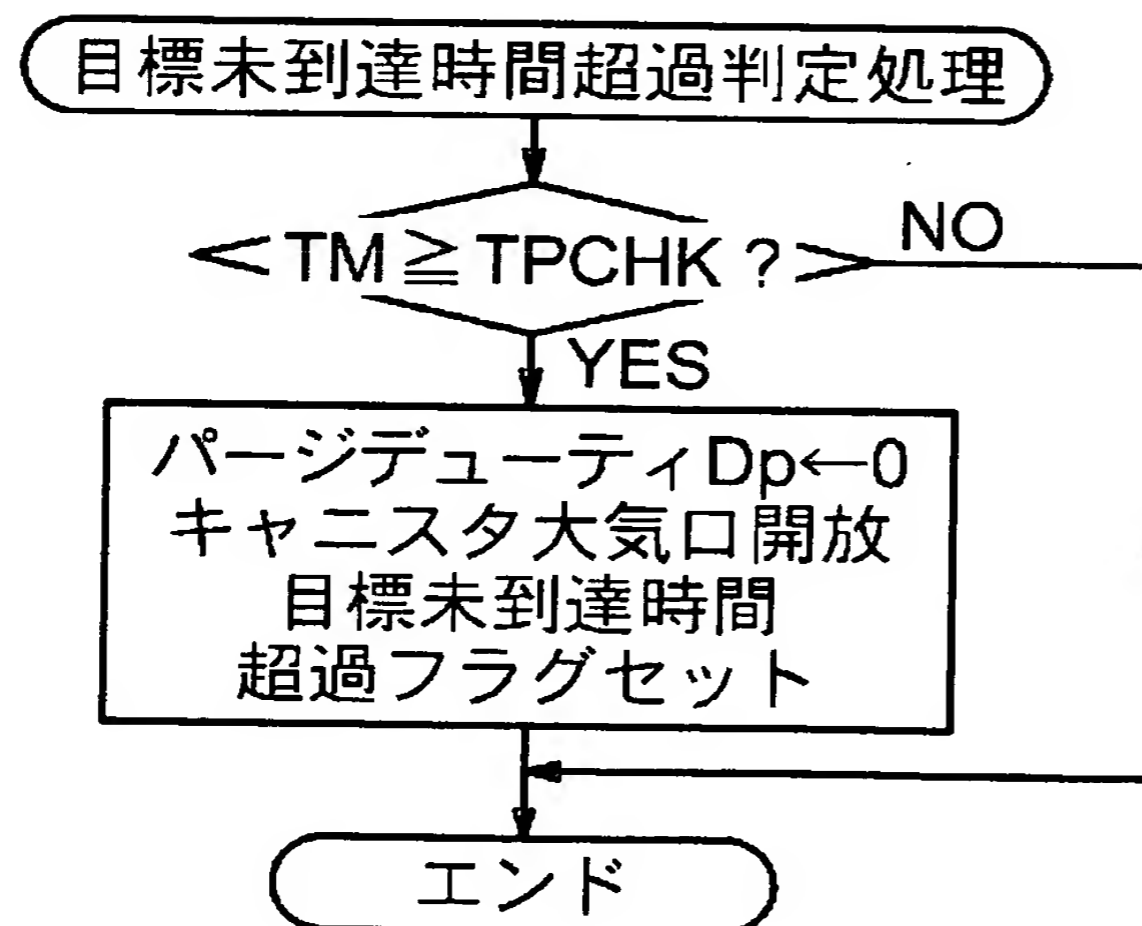 目標未到達時間超過判定処理
TM≧TPCHK ?
NO
YES
パージデューティDp←0
キャニスタ大気口開放
目標未到達時間
超過フラグセット
エンド